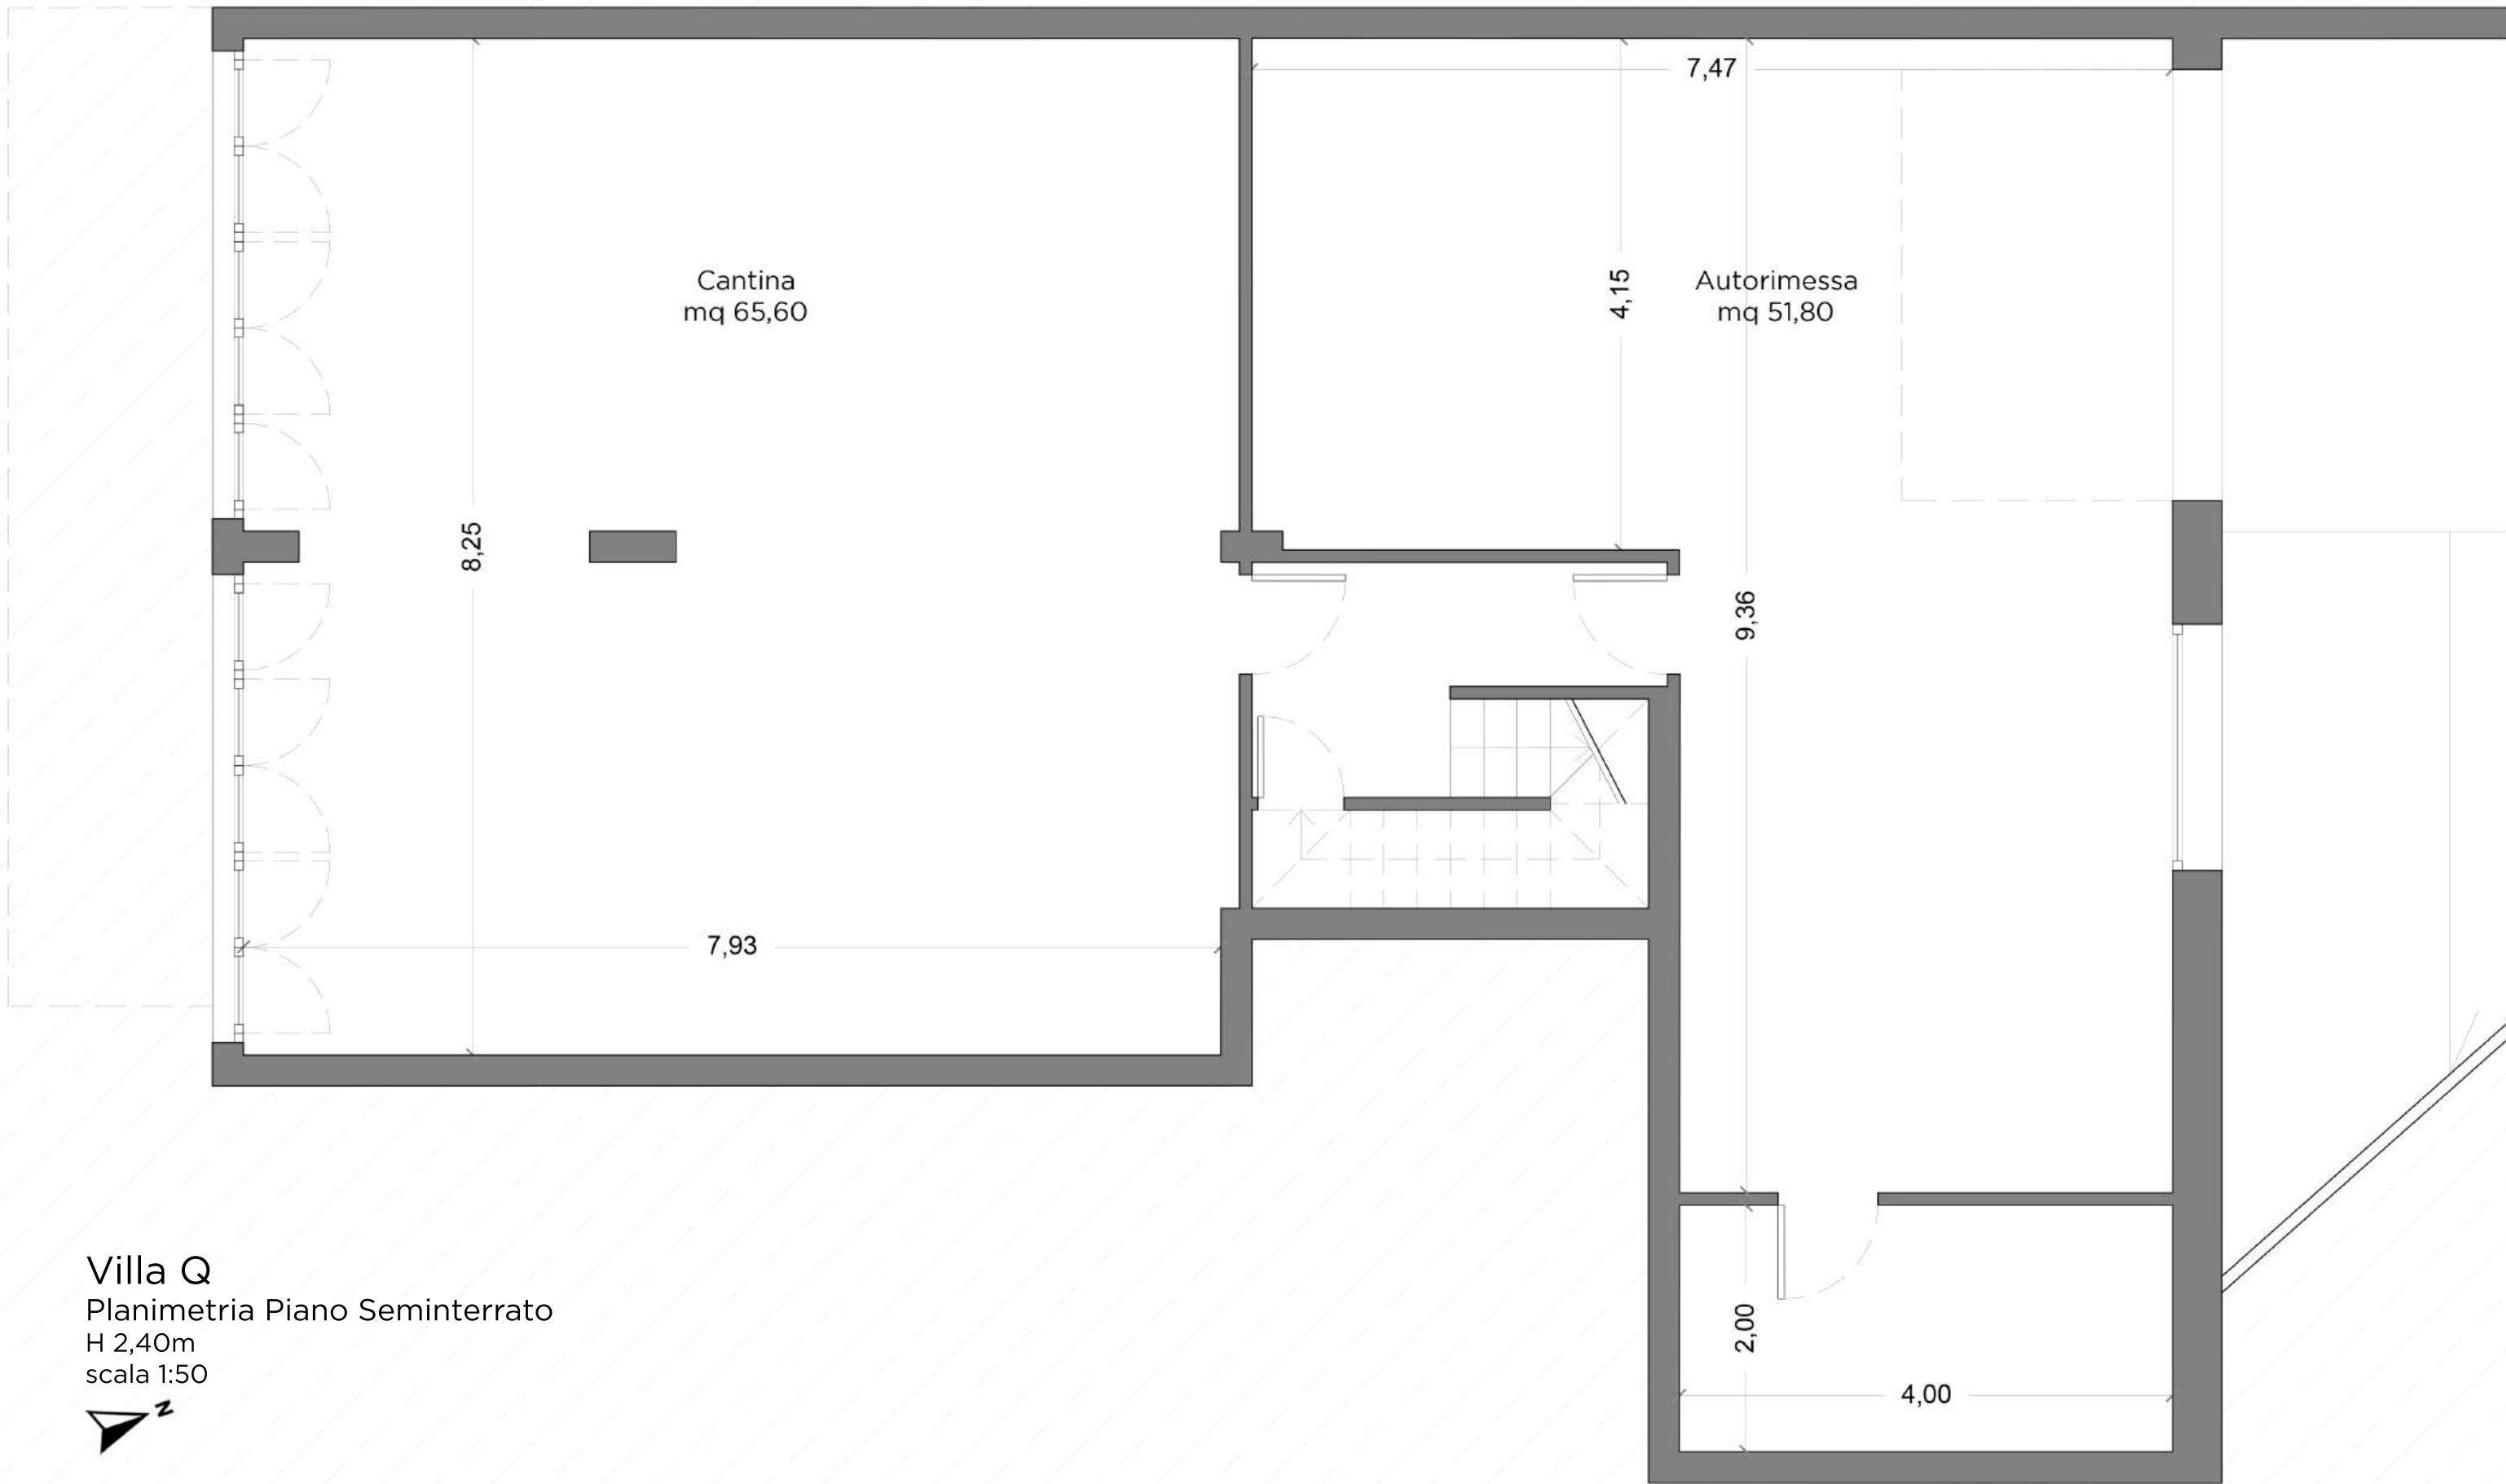 7,47
Cantina
mq 65,60
4,15
Autorimessa
mq 51,80
8,25
9,36
7,93
Villa Q
Planimetria Piano Seminterrato
H 2,40m
scala 1:50
N
2,00
4,00